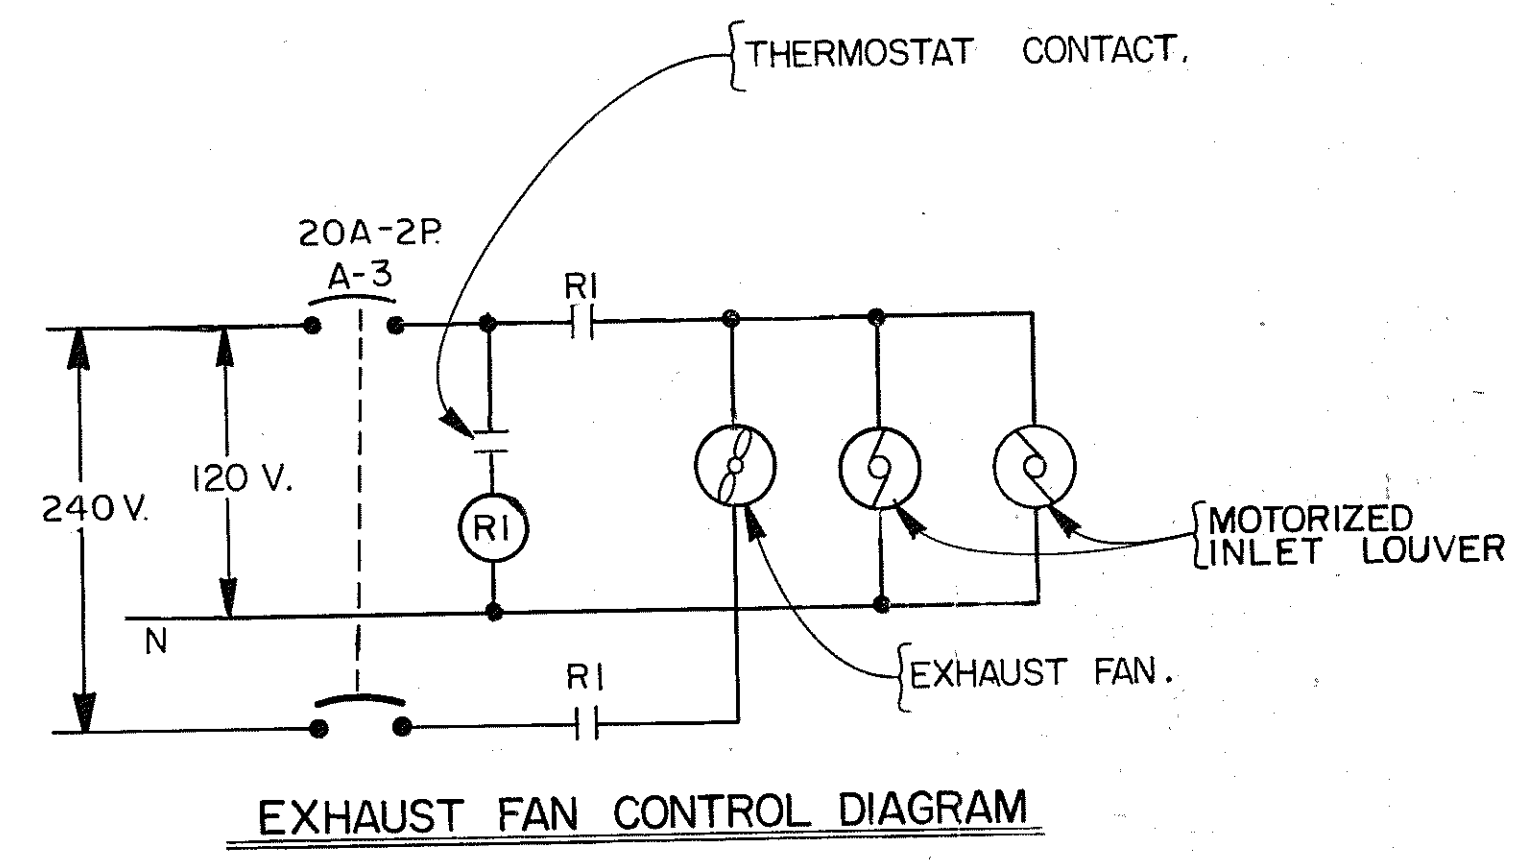 THERMOSTAT CONTACT.
20A-2P.
A-3
R1
120 V.
240 V.
R1
MOTORIZED
INLET LOUVER
N
R1
EXHAUST FAN.
EXHAUST FAN CONTROL DIAGRAM